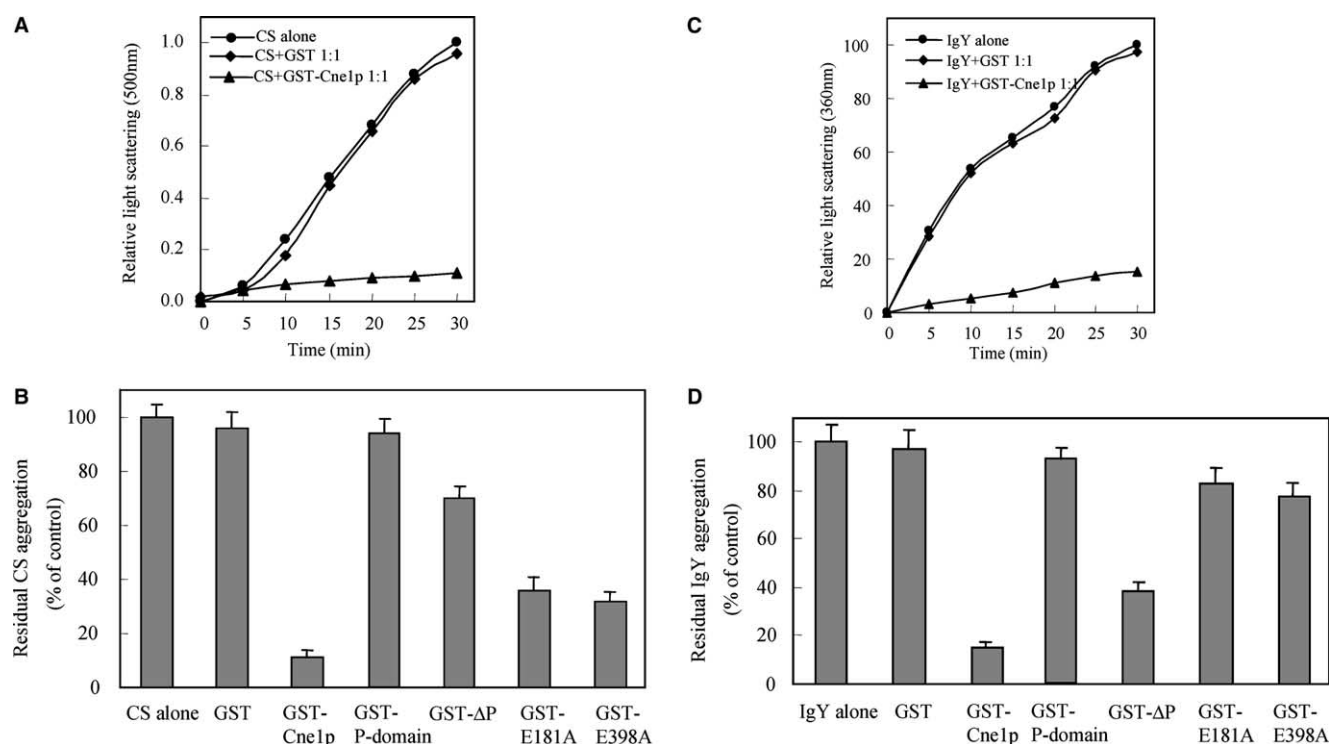 A
CS alone
CS+GST 1:1
CS+GST-Cne1p 1:1
Relative light scattering (500nm)
1.0
0.8
0.6
0.4
0.2
0.0
0 5 10 15 20 25 30
Time (min)
C
IgY alone
IgY+GST 1:1
IgY+GST-Cne1p 1:1
Relative light scattering (360nm)
100
80
60
40
20
0
0 5 10 15 20 25 30
Time (min)
B
Residual CS aggregation
(% of control)
100
80
60
40
20
0
CS alone GST GST- GST- GST-ΔP GST- GST-
Cne1p P-domain E181A E398A
D
Residual IgY aggregation
(% of control)
100
80
60
40
20
0
IgY alone GST GST- GST- GST-ΔP GST- GST-
Cne1p P-domain E181A E398A